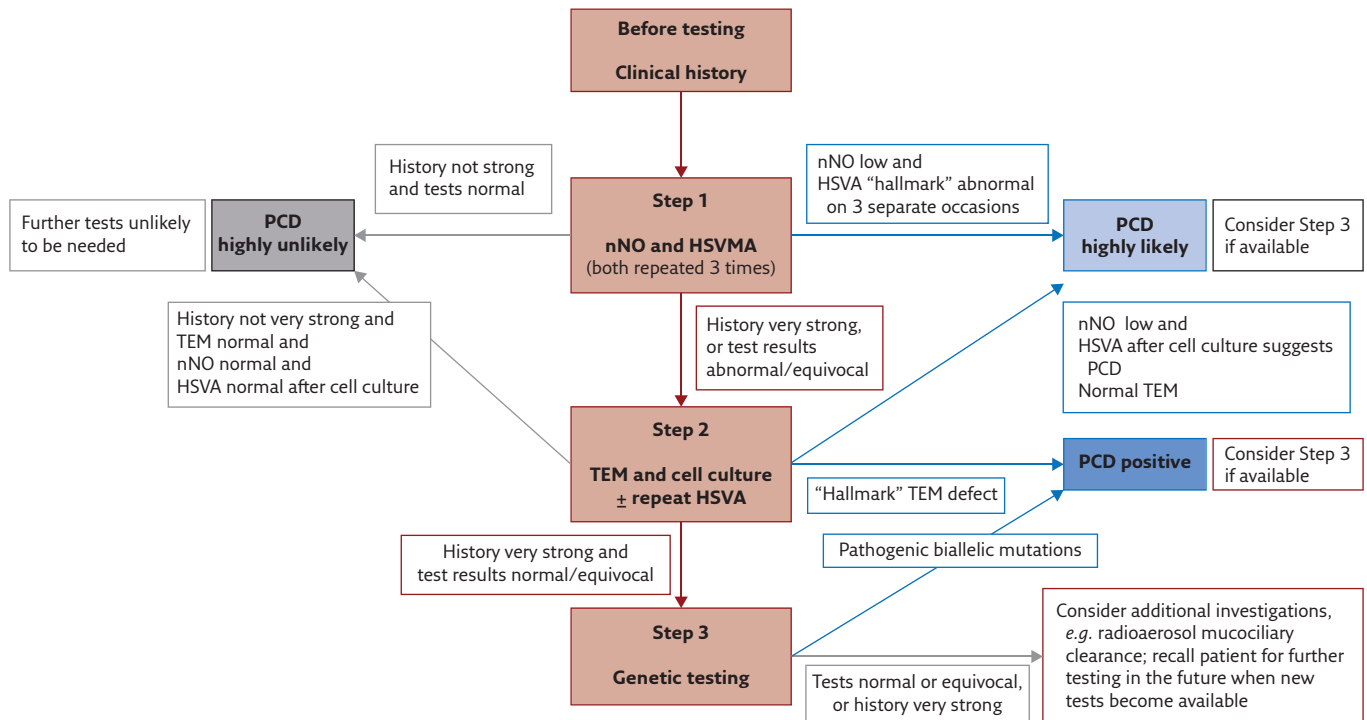 Before testing
Clinical history
History not strong
and tests normal
nNO low and
HSVA “hallmark” abnormal
on 3 separate occasions
Further tests unlikely
to be needed
PCD
highly unlikely
Step 1
nNO and HSVMA
(both repeated 3 times)
PCD
highly likely
Consider Step 3
if available
History not very strong and
TEM normal and
nNO normal and
HSVA normal after cell culture
History very strong,
or test results
abnormal/equivocal
nNO low and
HSVA after cell culture suggests
PCD
Normal TEM
Step 2
TEM and cell culture
± repeat HSVA
“Hallmark” TEM defect
PCD positive
Consider Step 3
if available
History very strong and
test results normal/equivocal
Pathogenic biallelic mutations
Step 3
Genetic testing
Tests normal or equivocal,
or history very strong
Consider additional investigations,
e.g. radioaerosol mucociliary
clearance; recall patient for further
testing in the future when new
tests become available